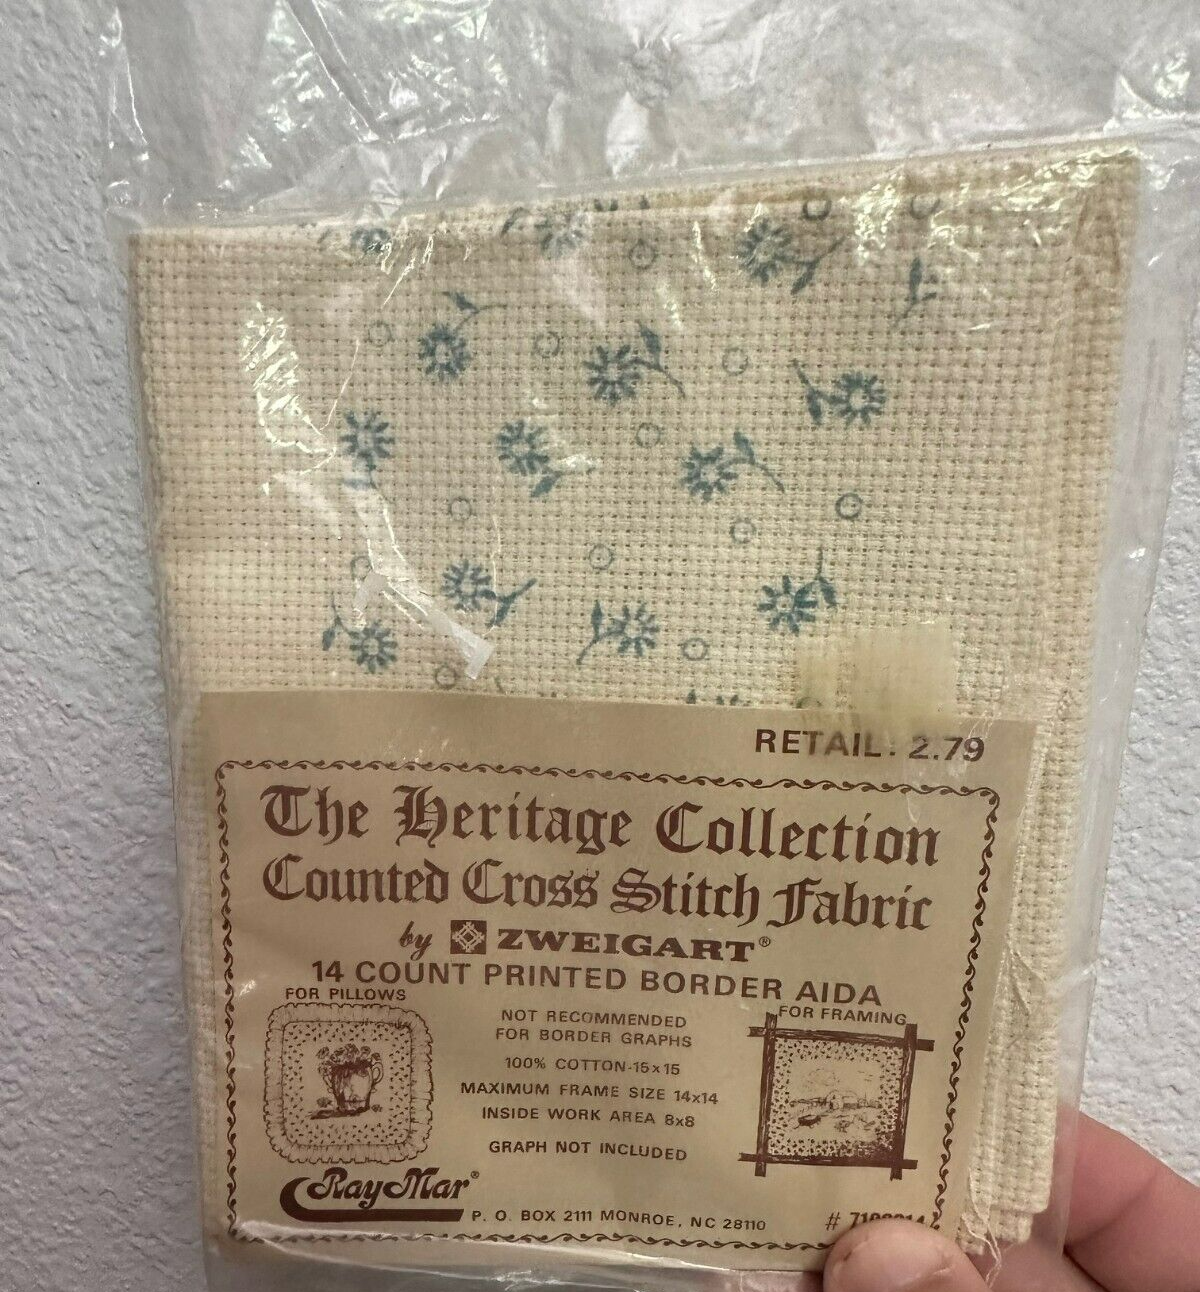 RETAIL: 2.79
The Heritage Collection
Counted Cross Stitch Fabric
by ZWEIGART®
14 COUNT PRINTED BORDER AIDA
FOR PILLOWS
FOR FRAMING
NOT RECOMMENDED
FOR BORDER GRAPHS
100% COTTON-15x15
MAXIMUM FRAME SIZE 14x14
INSIDE WORK AREA 8x8
GRAPH NOT INCLUDED
RayMar®
P. O. BOX 2111 MONROE, NC 28110
#